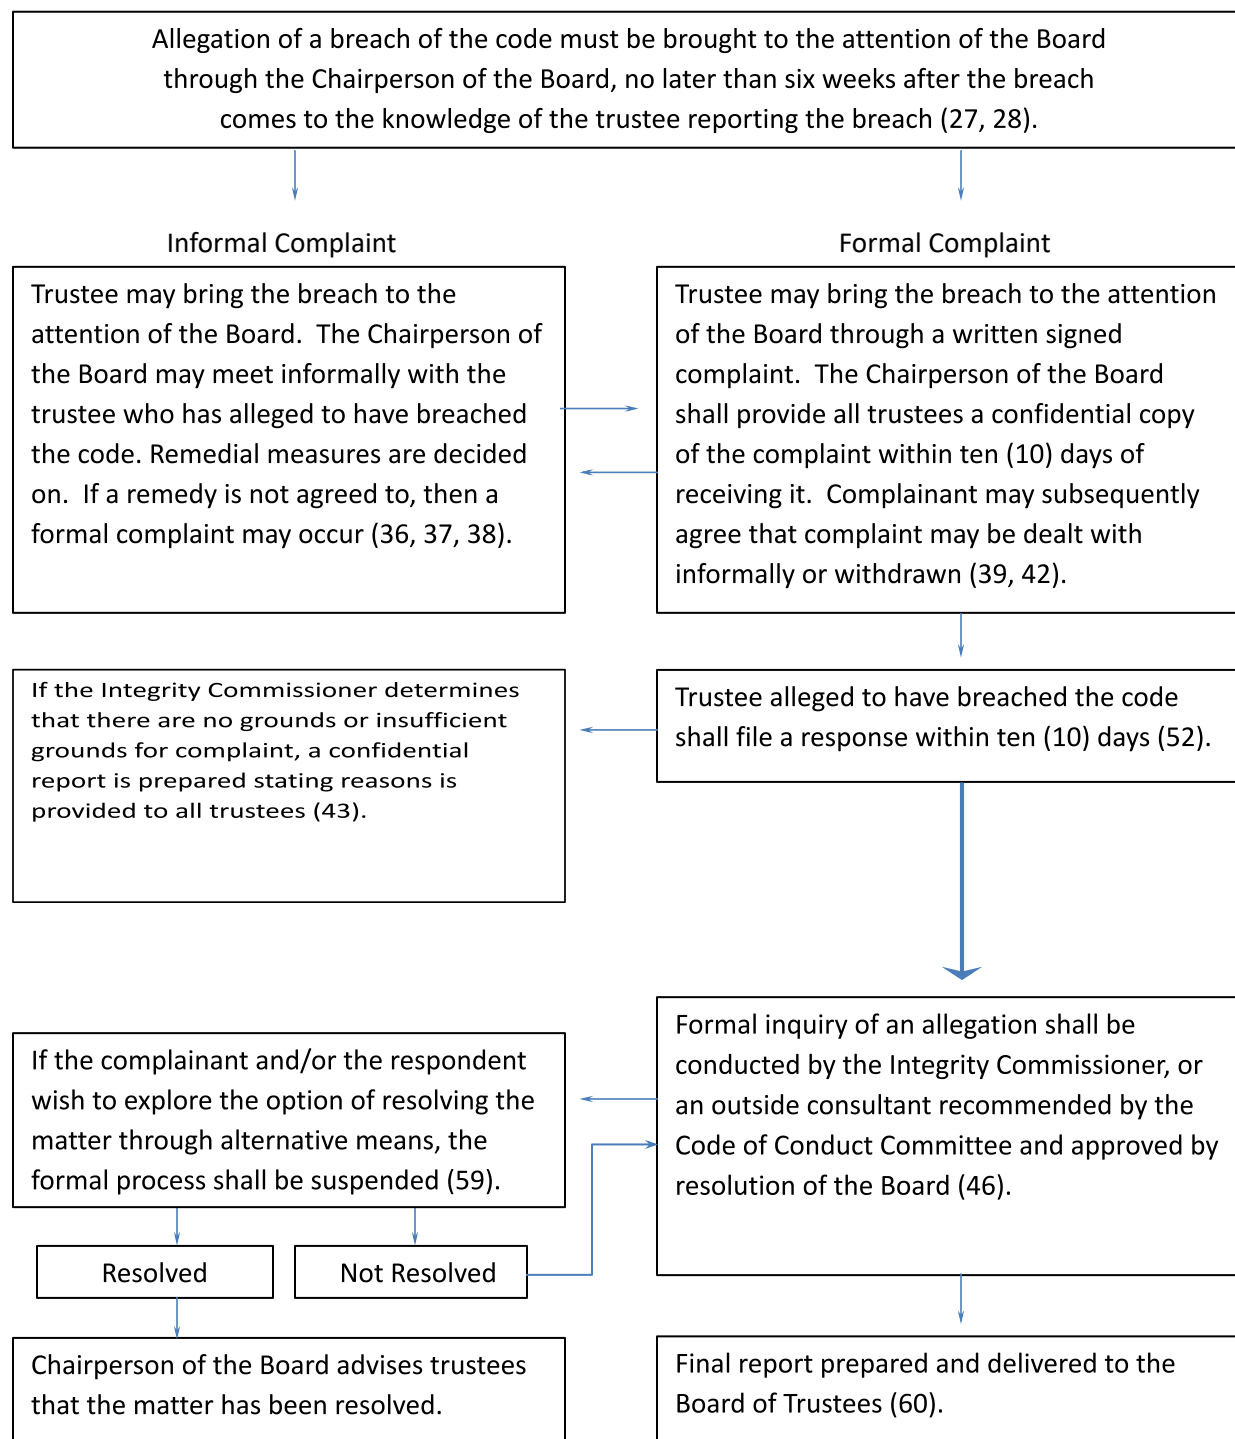 Allegation of a breach of the code must be brought to the attention of the Board
through the Chairperson of the Board, no later than six weeks after the breach
comes to the knowledge of the trustee reporting the breach (27, 28).
Informal Complaint
Trustee may bring the breach to the
attention of the Board.  The Chairperson of
the Board may meet informally with the
trustee who has alleged to have breached
the code. Remedial measures are decided
on.  If a remedy is not agreed to, then a
formal complaint may occur (36, 37, 38).
Formal Complaint
Trustee may bring the breach to the attention
of the Board through a written signed
complaint.  The Chairperson of the Board
shall provide all trustees a confidential copy
of the complaint within ten (10) days of
receiving it.  Complainant may subsequently
agree that complaint may be dealt with
informally or withdrawn (39, 42).
Trustee alleged to have breached the code
shall file a response within ten (10) days (52).
If the Integrity Commissioner determines
that there are no grounds or insufficient
grounds for complaint, a confidential
report is prepared stating reasons is
provided to all trustees (43).
Formal inquiry of an allegation shall be
conducted by the Integrity Commissioner, or
an outside consultant recommended by the
Code of Conduct Committee and approved by
resolution of the Board (46).
If the complainant and/or the respondent
wish to explore the option of resolving the
matter through alternative means, the
formal process shall be suspended (59).
Resolved
Not Resolved
Chairperson of the Board advises trustees
that the matter has been resolved.
Final report prepared and delivered to the
Board of Trustees (60).